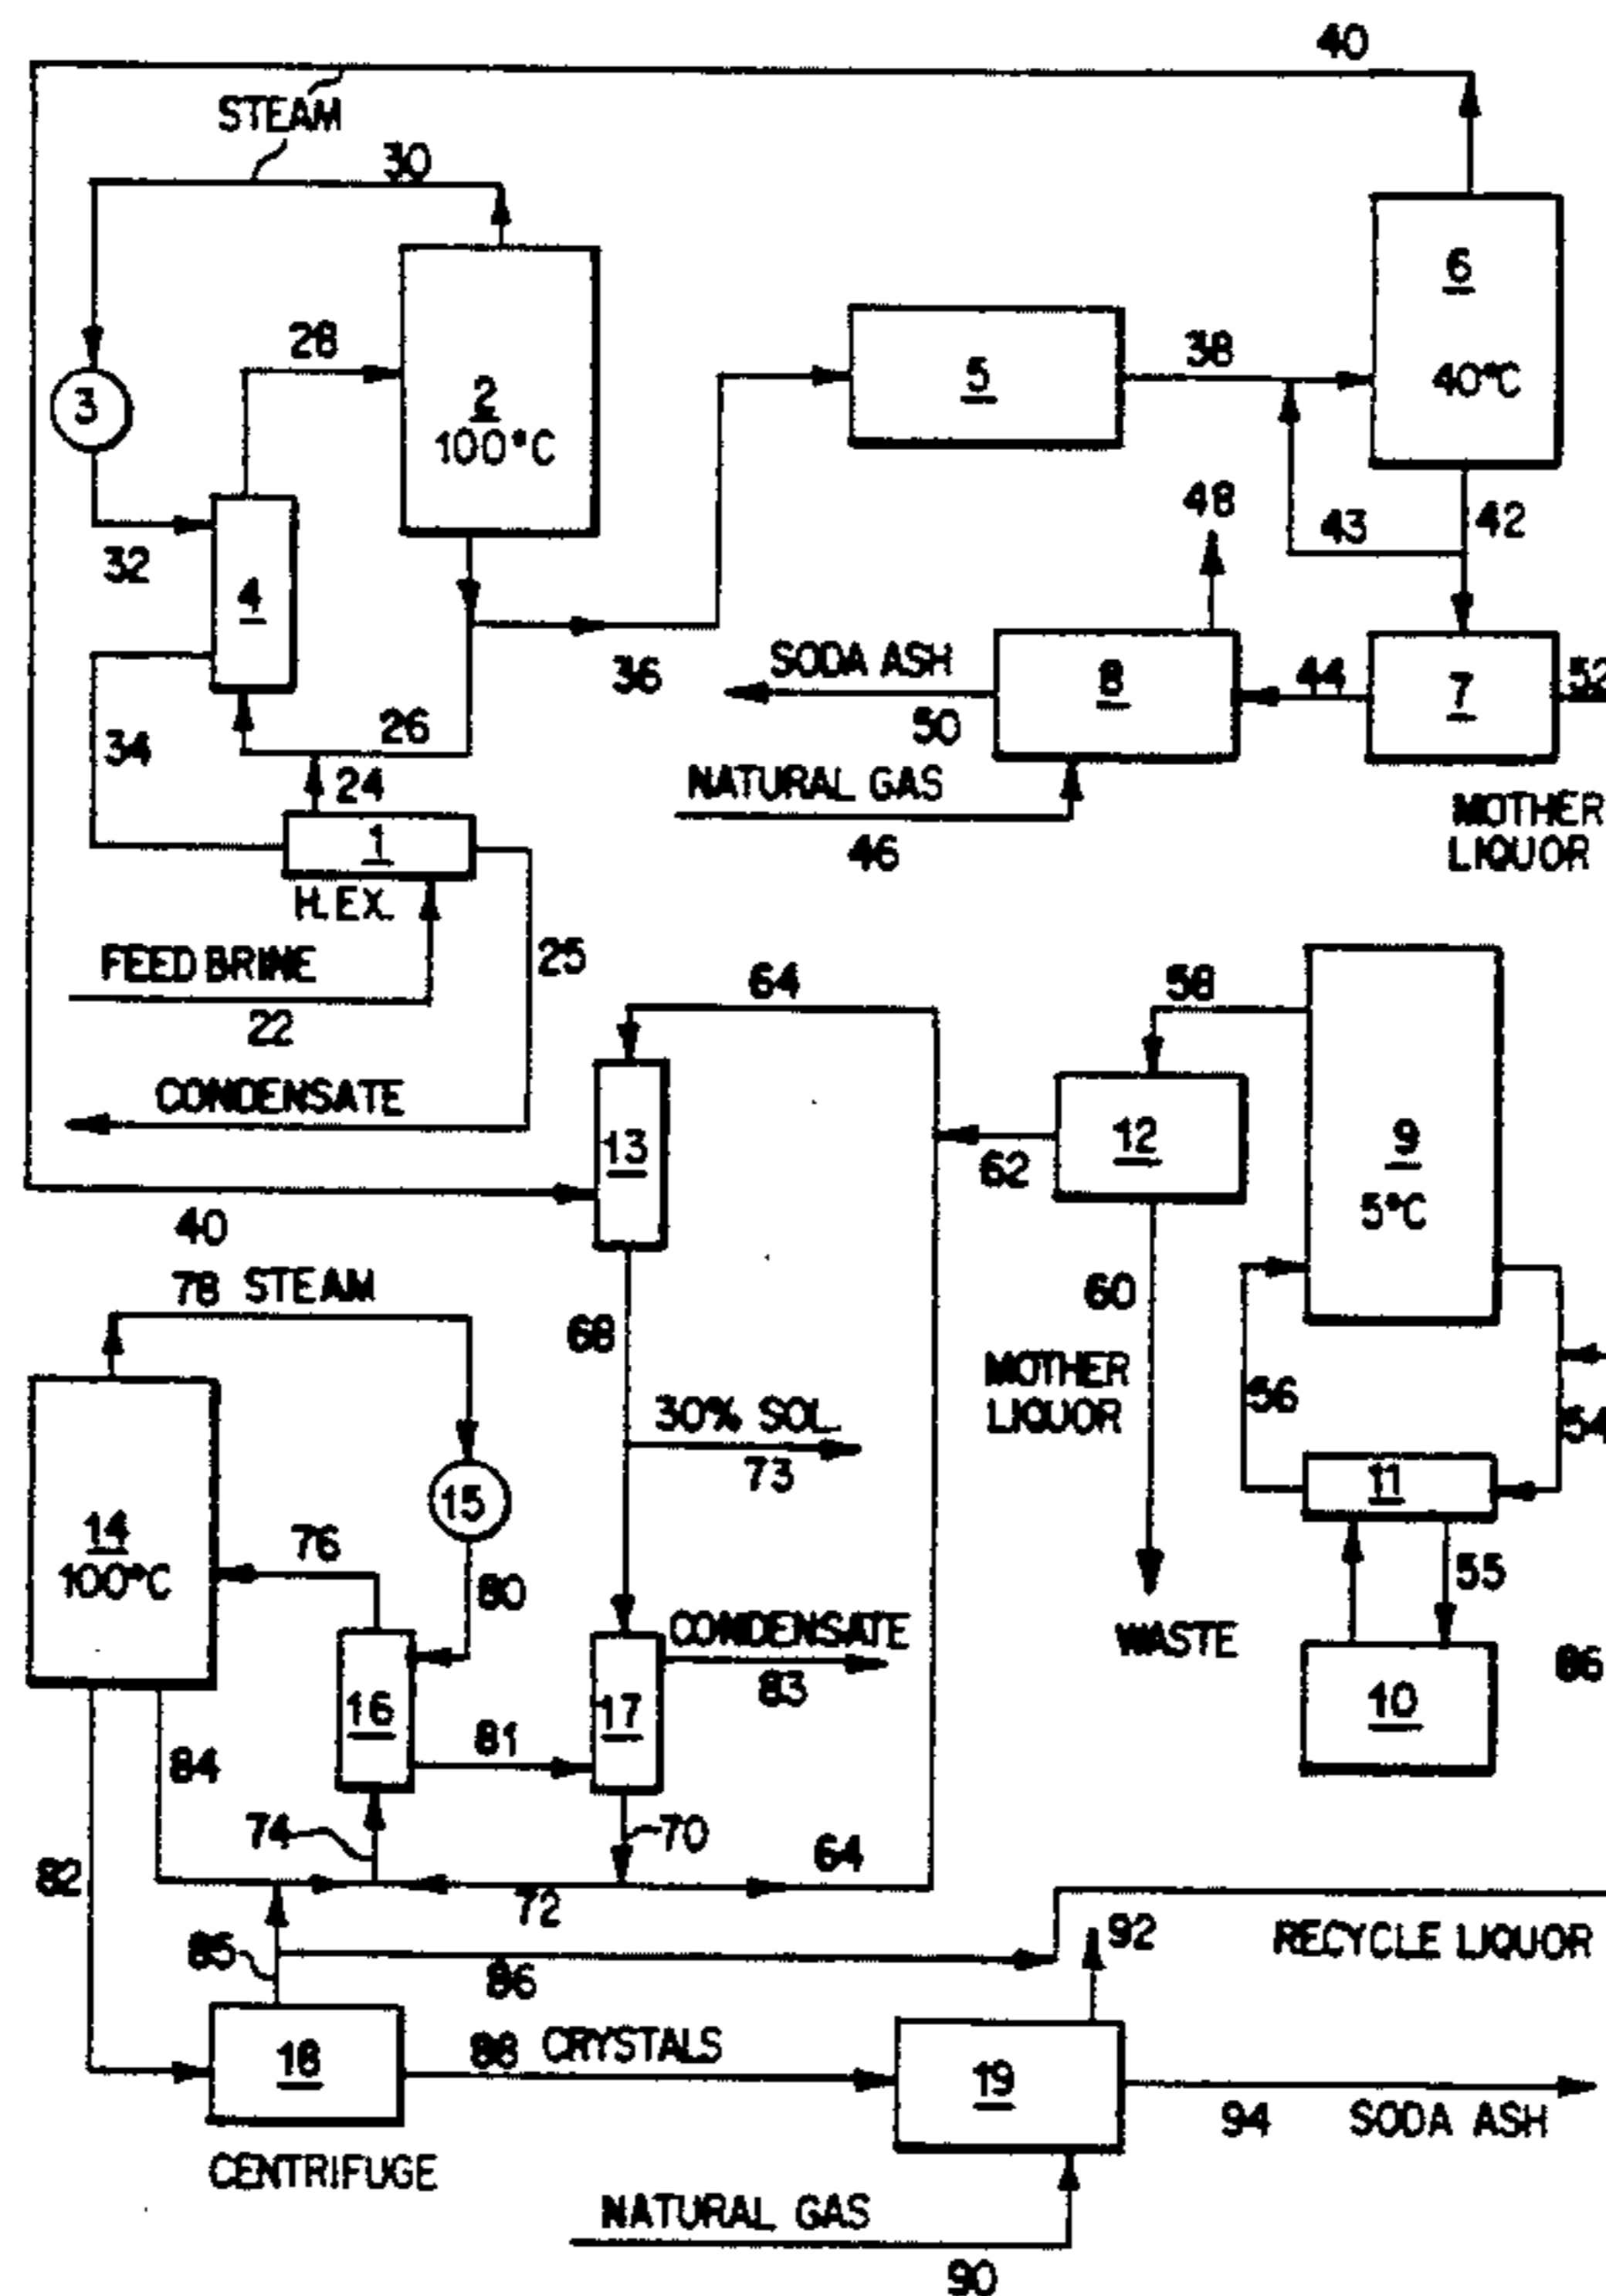 40
STEAM
30
6
40°C
28
2
100°C
5
38
3
48
43
42
32
4
36
SODA ASH
8
44
7
52
50
26
34
24
NATURAL GAS
46
MOTHER
LIQUOR
1
H. EX.
FEED BRINE
22
25
64
58
CONDENSATE
13
12
9
5°C
62
40
78 STEAM
68
60
MOTHER
LIQUOR
30% SOL.
73
56
54
11
15
14
100°C
76
80
55
CONDENSATE
83
WASTE
10
86
16
17
81
84
74
70
64
82
72
85
86
92
RECYCLE LIQUOR
18
88 CRYSTALS
19
94
SODA ASH
CENTRIFUGE
NATURAL GAS
90